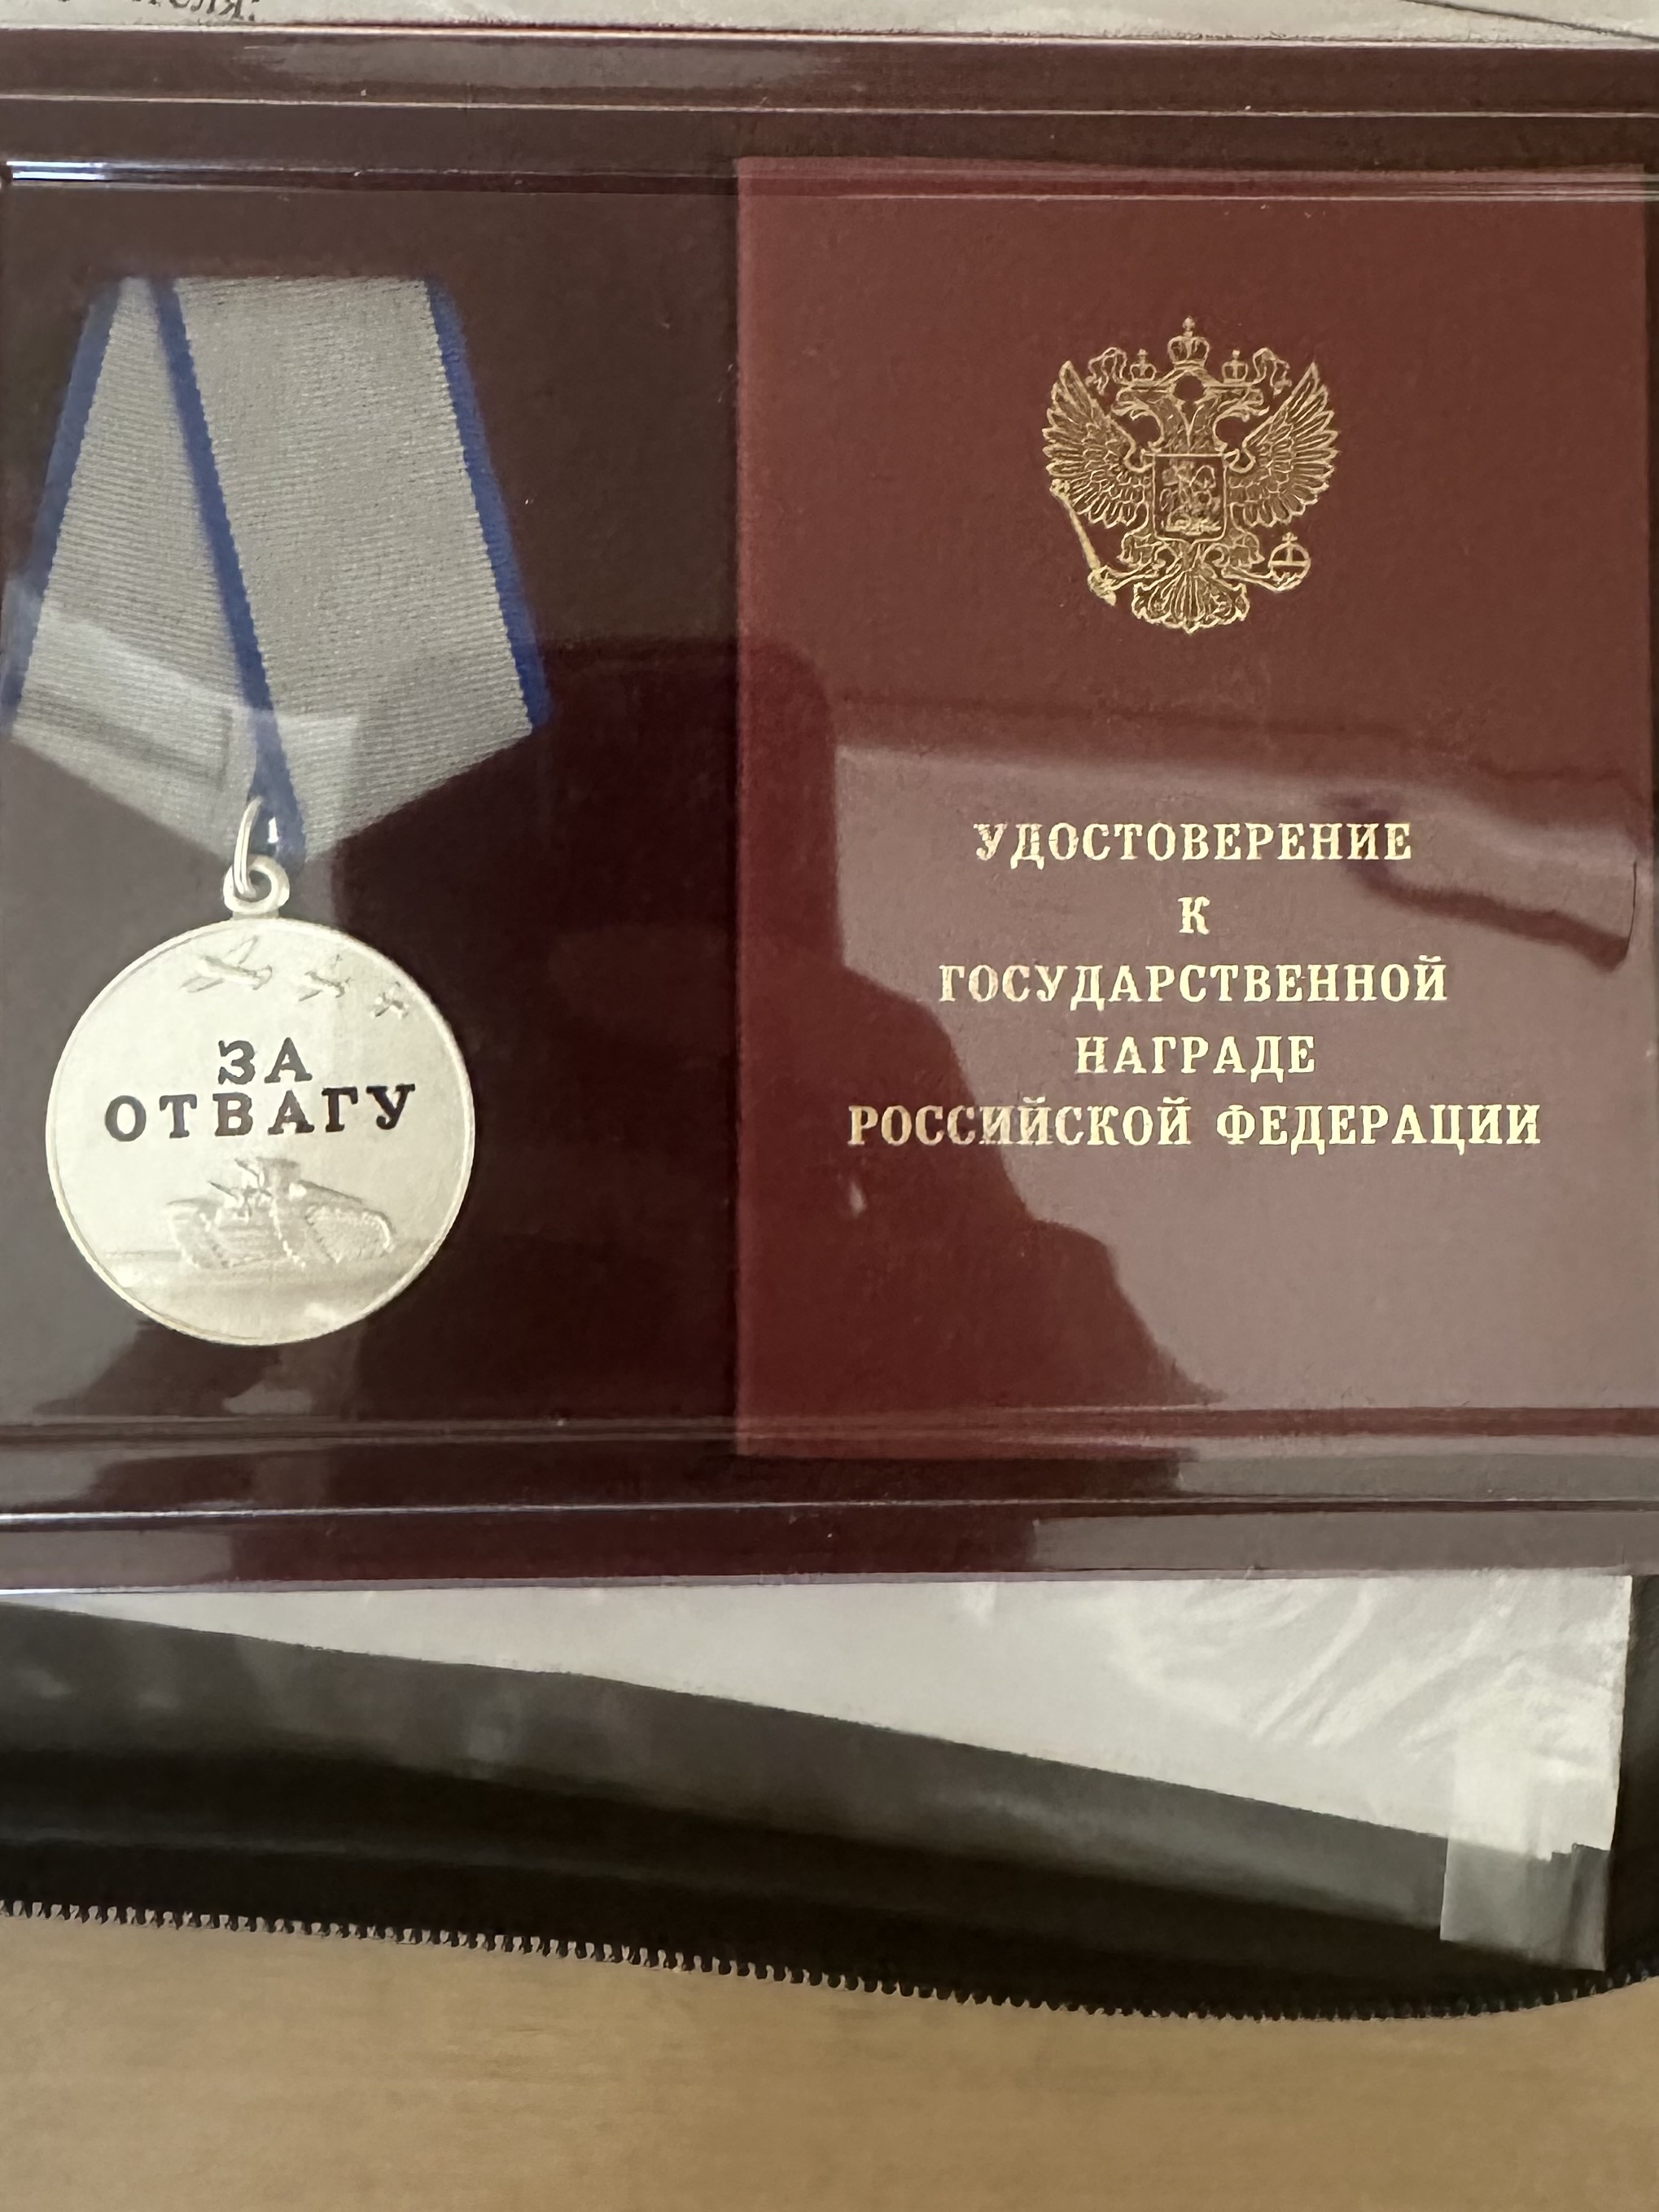 ЗА
ОТВАГУ
УДОСТОВЕРЕНИЕ
К
ГОСУДАРСТВЕННОЙ
НАГРАДЕ
РОССИЙСКОЙ ФЕДЕРАЦИИ